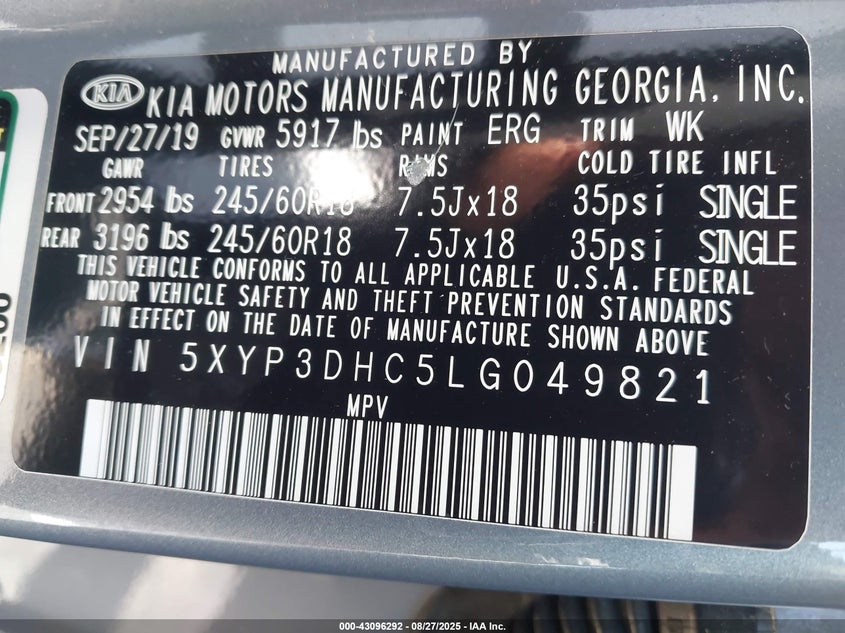 MANUFACTURED BY
KIA KIA MOTORS MANUFACTURING GEORGIA, INC.
SEP/27/19 GVWR 5917 lbs PAINT ERG TRIM WK
GAWR TIRES RIMS COLD TIRE INFL
FRONT 2954 lbs 245/60R18 7.5Jx18 35psi SINGLE
REAR 3196 lbs 245/60R18 7.5Jx18 35psi SINGLE
THIS VEHICLE CONFORMS TO ALL APPLICABLE U.S.A. FEDERAL
MOTOR VEHICLE SAFETY AND THEFT PREVENTION STANDARDS
IN EFFECT ON THE DATE OF MANUFACTURE SHOWN ABOVE
VIN 5XYP3DHC5LG049821
MPV
000-43096292 - 08/27/2025 - IAA Inc.